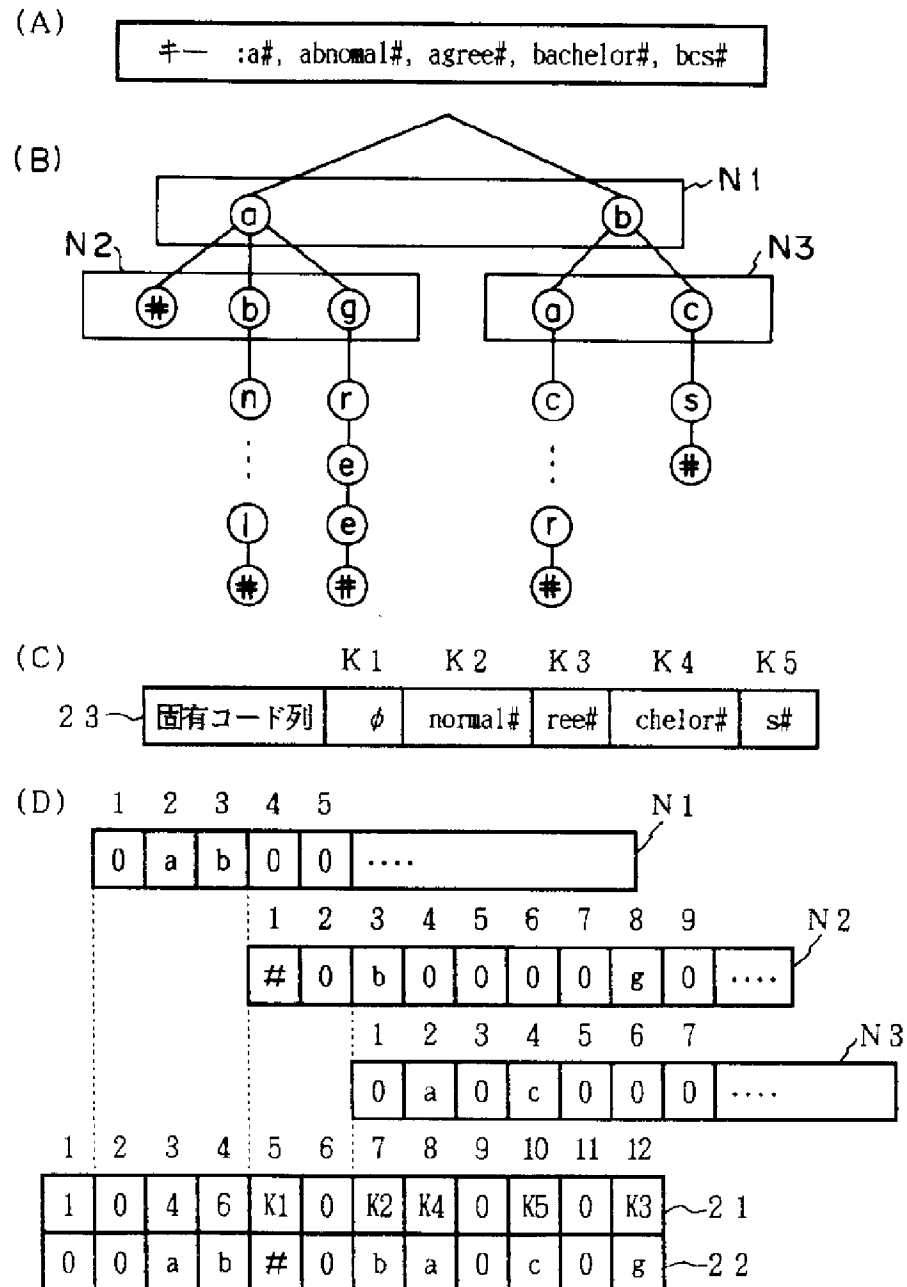 (A)
キー :a#, abnomal#, agree#, bachelor#, bcs#
(B)
N1
a b
N2 N3
# b g a c
n r c s
e #
l e r
# # #
(C) K1 K2 K3 K4 K5
23 固有コード列 φ normal# ree# chelor# s#
(D) 1 2 3 4 5 N1
0 a b 0 0 ····
1 2 3 4 5 6 7 8 9 N2
# 0 b 0 0 0 0 g 0 ····
1 2 3 4 5 6 7 N3
0 a 0 c 0 0 0 ····
1 2 3 4 5 6 7 8 9 10 11 12
1 0 4 6 K1 0 K2 K4 0 K5 0 K3 21
0 0 a b # 0 b a 0 c 0 g 22